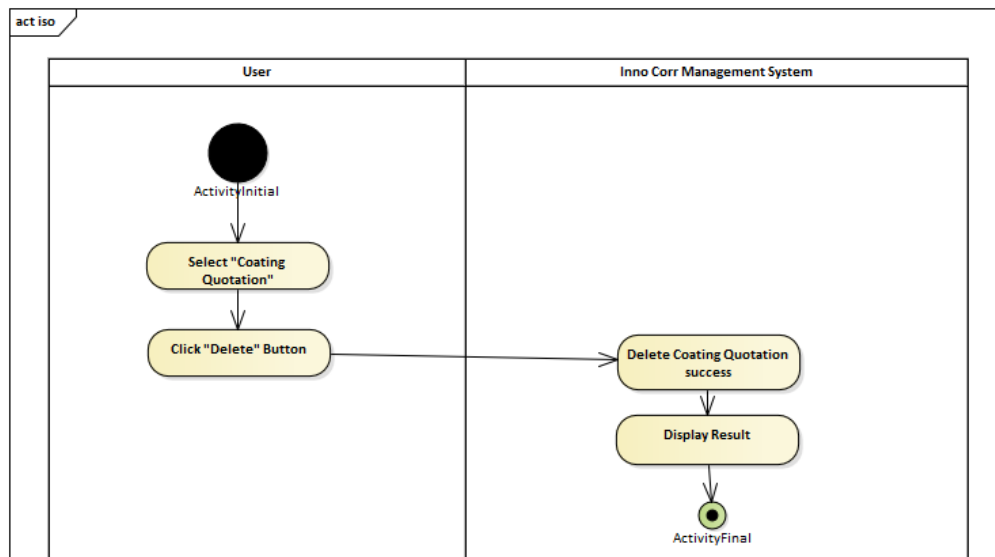 act iso
User
Inno Corr Management System
ActivityInitial
Select "Coating
Quotation"
Click "Delete" Button
Delete Coating Quotation
success
Display Result
ActivityFinal